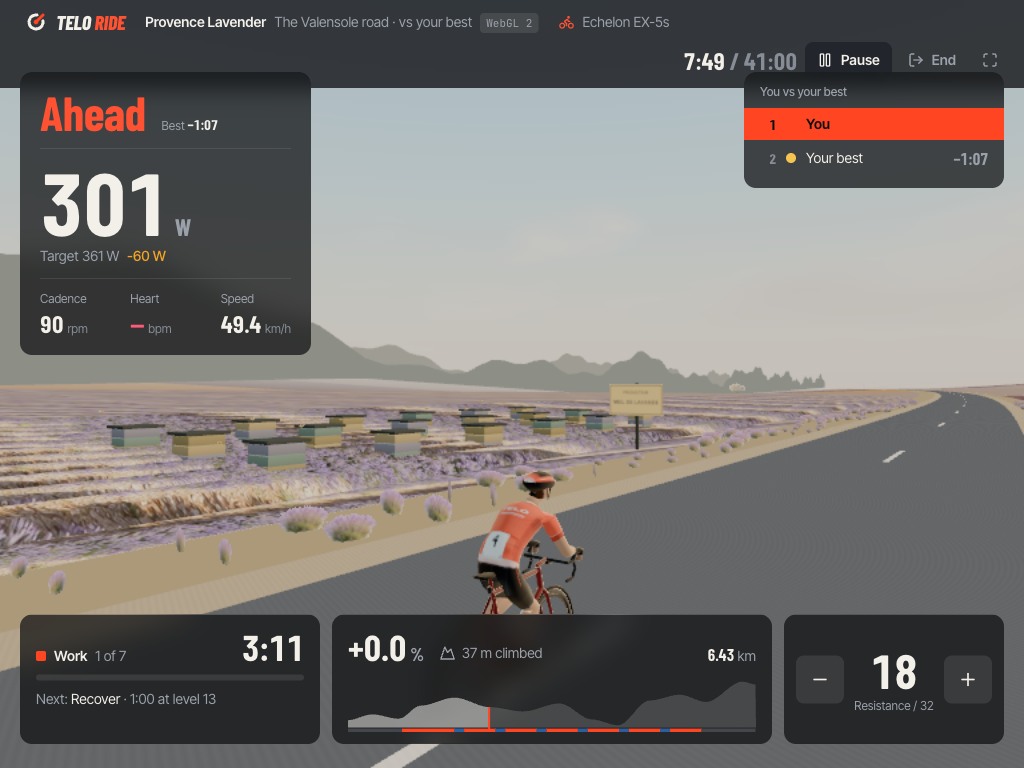 TELO RIDE Provence Lavender The Valensole road · vs your best WebGL 2 Echelon EX-5s
7:49 / 41:00 Pause End
Ahead Best −1:07
301 W
Target 361 W -60 W
Cadence Heart Speed
90 rpm — bpm 49.4 km/h
You vs your best
1 You
2 Your best −1:07
TELO
Work 1 of 7 3:11
Next: Recover · 1:00 at level 13
+0.0 % 37 m climbed 6.43 km
− 18 +
Resistance / 32